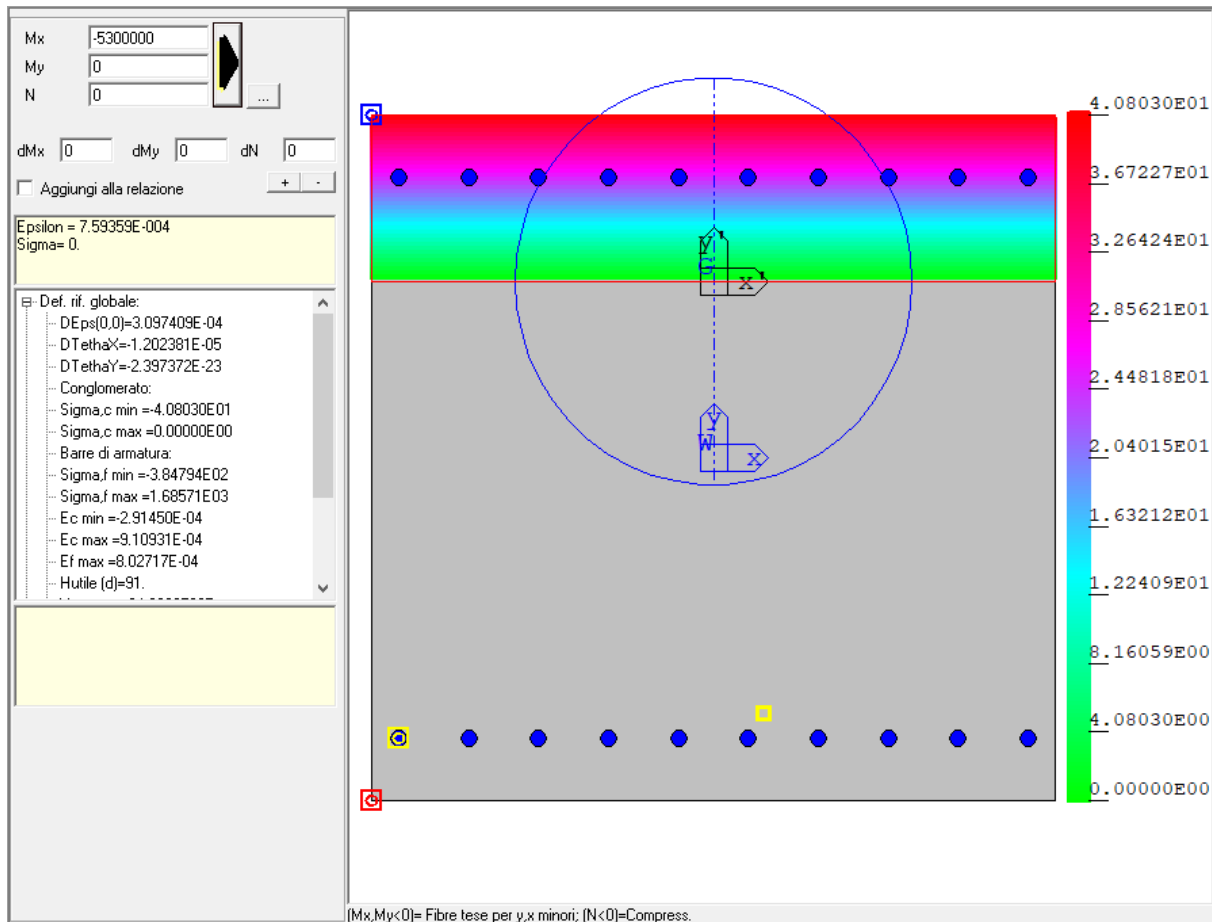 Mx -5300000
My 0
N 0 ...
dMx 0 dMy 0 dN 0
Aggiungi alla relazione + -
Epsilon = 7.59359E-004
Sigma= 0.
Def. rif. globale:
DEps(0,0)=3.097409E-04
DTethaX=-1.202381E-05
DTethaY=-2.397372E-23
Conglomerato:
Sigma,c min =-4.08030E01
Sigma,c max =0.00000E00
Barre di armatura:
Sigma,f min =-3.84794E02
Sigma,f max =1.68571E03
Ec min =-2.91450E-04
Ec max =9.10931E-04
Ef max =8.02717E-04
Hutile (d)=91.
y'
G
x'
y
W
x
4.08030E01
3.67227E01
3.26424E01
2.85621E01
2.44818E01
2.04015E01
1.63212E01
1.22409E01
8.16059E00
4.08030E00
0.00000E00
(Mx,My<0)= Fibre tese per y,x minori; (N<0)=Compress.